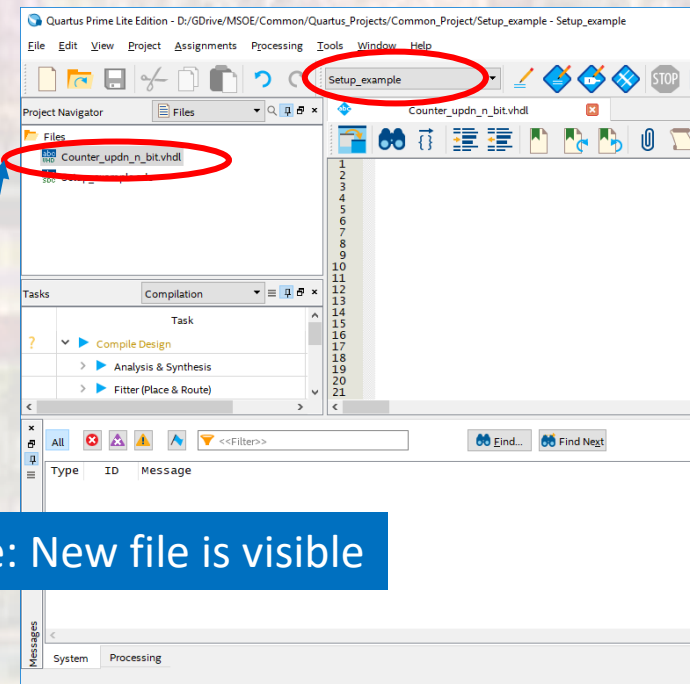 Quartus Prime Lite Edition - D:/GDrive/MSOE/Common/Quartus_Projects/Common_Project/Setup_example - Setup_example
File Edit View Project Assignments Processing Tools Window Help
Setup_example
STOP
Project Navigator Files
Counter_updn_n_bit.vhdl
Files
Counter_updn_n_bit.vhdl
1
2
3
4
5
6
7
8
9
10
11
12
13
14
15
16
17
18
19
20
21
Tasks Compilation
Task
? Compile Design
Analysis & Synthesis
Fitter (Place & Route)
All <<Filter>> Find... Find Next
Type ID Message
e: New file is visible
Messages
System Processing